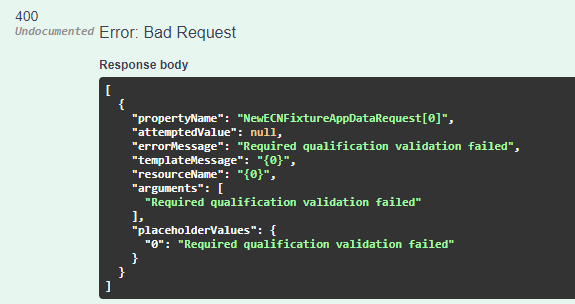 400
Undocumented Error: Bad Request
Response body
[
  {
    "propertyName": "NewECNFixtureAppDataRequest[0]",
    "attemptedValue": null,
    "errorMessage": "Required qualification validation failed",
    "templateMessage": "{0}",
    "resourceName": "{0}",
    "arguments": [
      "Required qualification validation failed"
    ],
    "placeholderValues": {
      "0": "Required qualification validation failed"
    }
  }
]